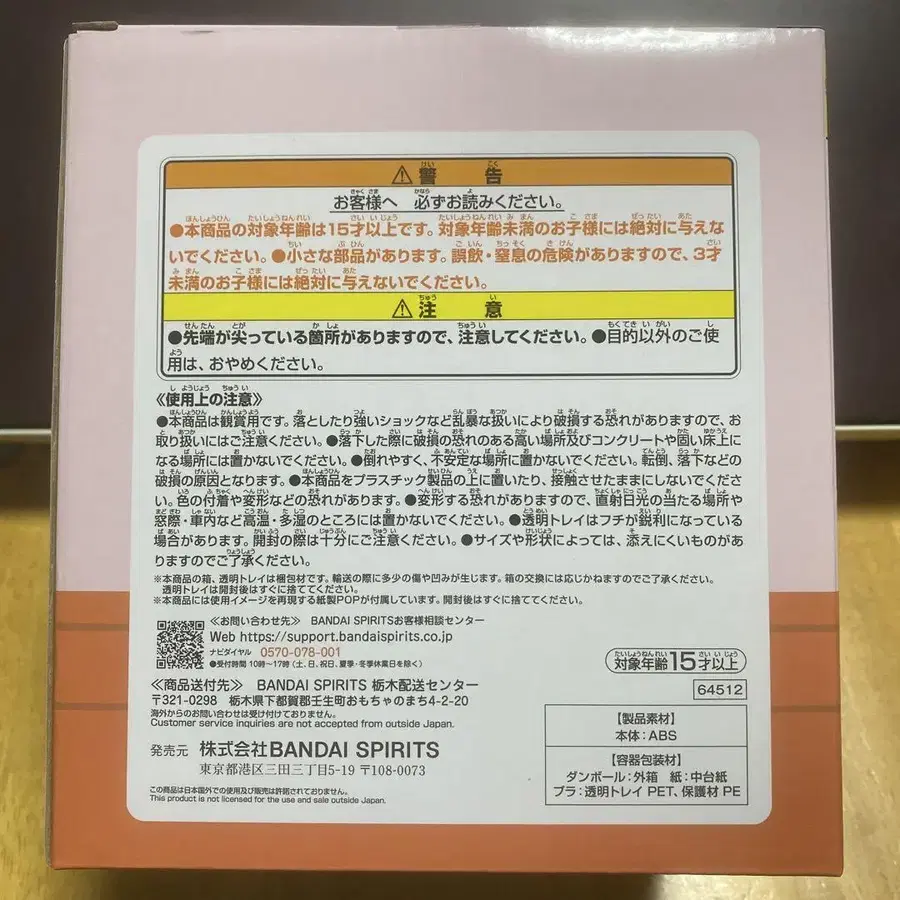 ⚠警告
お客様へ 必ずお読みください。
●本商品の対象年齢は15才以上です。対象年齢未満のお子様には絶対に与えな
いでください。●小さな部品があります。誤飲・窒息の危険がありますので、3才
未満のお子様には絶対に与えないでください。
⚠注意
●先端が尖っている箇所がありますので、注意してください。●目的以外のご使
用は、おやめください。
《使用上の注意》
●本商品は観賞用です。落としたり強いショックなど乱暴な扱いにより破損する恐れがありますので、お
取り扱いにはご注意ください。●落下した際に破損の恐れのある高い場所及びコンクリートや固い床上に
なる場所には置かないでください。●倒れやすく、不安定な場所に置かないでください。転倒、落下などの
破損の原因となります。●本商品をプラスチック製品の上に置いたり、接触させたままにしないでくださ
い。色の付着や変形などの恐れがあります。●変形する恐れがありますので、直射日光の当たる場所や
窓際・車内など高温・多湿のところには置かないでください。●透明トレイはフチが鋭利になっている
場合があります。開封の際は十分にご注意ください。●サイズや形状によっては、添えにくいものがあ
りますのでご了承ください。
※本商品の箱、透明トレイは梱包材です。輸送の際に多少の傷や凹みが生じます。箱の交換には応じかねますのでご了承ください。
透明トレイは開封後はすぐに捨ててください。
※本商品には使用イメージを再現する紙製POPが付属しています。開封後はすぐに捨ててください。
≪お問い合わせ先≫ BANDAI SPIRITSお客様相談センター
Web https://support.bandaispirits.co.jp
ナビダイヤル 0570-078-001
●受付時間 10時〜17時(土、日、祝日、夏季・冬季休業日を除く)
対象年齢15才以上
≪商品送付先≫ BANDAI SPIRITS 栃木配送センター
〒321-0298 栃木県下都賀郡壬生町おもちゃのまち4-2-20
64512
海外からのお問い合わせは受け付けておりません。
Customer service inquiries are not accepted from outside Japan.
発売元 株式会社BANDAI SPIRITS
東京都港区三田三丁目5-19 〒108-0073
この商品は日本国外での使用及び販売は許諾されておりません。
This product is not licensed for the use and sale outside Japan.
【製品素材】
本体:ABS
【容器包装材】
ダンボール:外箱 紙:中台紙
プラ:透明トレイ PET、保護材 PE